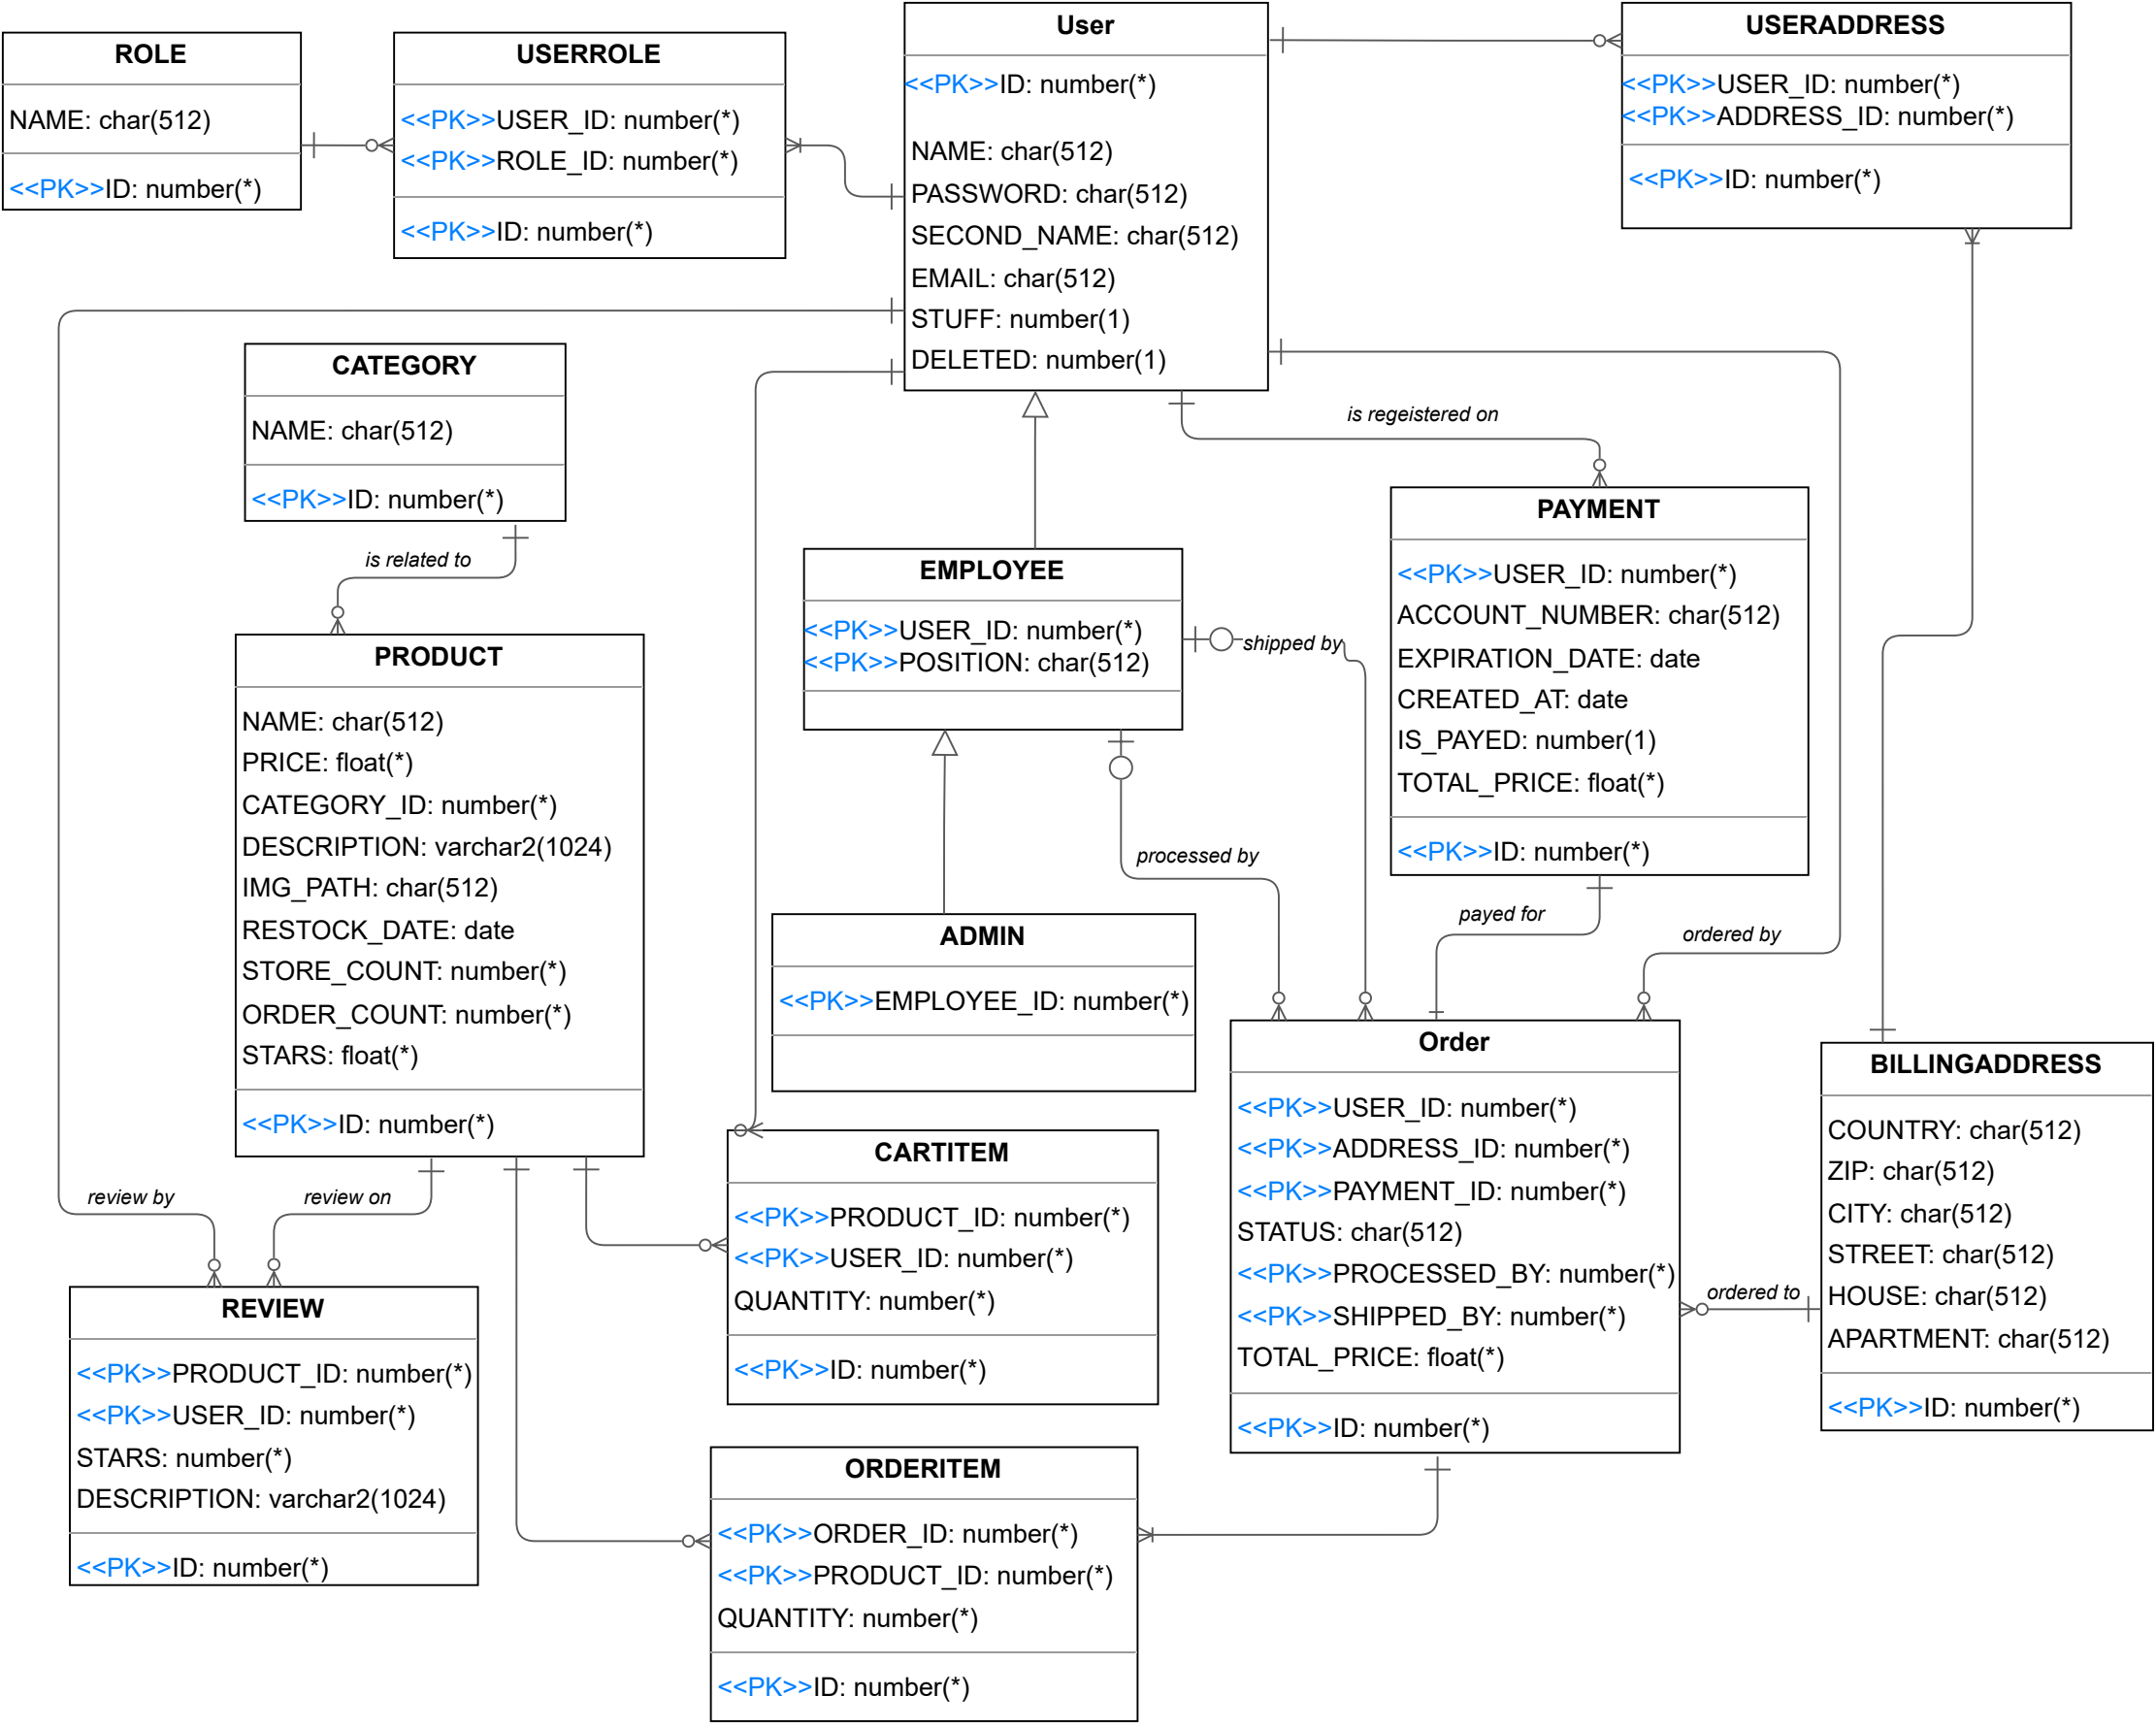 ROLE
NAME: char(512)
<<PK>>ID: number(*)
USERROLE
<<PK>>USER_ID: number(*)
<<PK>>ROLE_ID: number(*)
<<PK>>ID: number(*)
User
<<PK>>ID: number(*)
NAME: char(512)
PASSWORD: char(512)
SECOND_NAME: char(512)
EMAIL: char(512)
STUFF: number(1)
DELETED: number(1)
USERADDRESS
<<PK>>USER_ID: number(*)
<<PK>>ADDRESS_ID: number(*)
<<PK>>ID: number(*)
CATEGORY
NAME: char(512)
<<PK>>ID: number(*)
is related to
is regeistered on
PRODUCT
NAME: char(512)
PRICE: float(*)
CATEGORY_ID: number(*)
DESCRIPTION: varchar2(1024)
IMG_PATH: char(512)
RESTOCK_DATE: date
STORE_COUNT: number(*)
ORDER_COUNT: number(*)
STARS: float(*)
<<PK>>ID: number(*)
EMPLOYEE
<<PK>>USER_ID: number(*)
<<PK>>POSITION: char(512)
shipped by
processed by
PAYMENT
<<PK>>USER_ID: number(*)
ACCOUNT_NUMBER: char(512)
EXPIRATION_DATE: date
CREATED_AT: date
IS_PAYED: number(1)
TOTAL_PRICE: float(*)
<<PK>>ID: number(*)
payed for
ordered by
ADMIN
<<PK>>EMPLOYEE_ID: number(*)
Order
<<PK>>USER_ID: number(*)
<<PK>>ADDRESS_ID: number(*)
<<PK>>PAYMENT_ID: number(*)
STATUS: char(512)
<<PK>>PROCESSED_BY: number(*)
<<PK>>SHIPPED_BY: number(*)
TOTAL_PRICE: float(*)
<<PK>>ID: number(*)
ordered to
BILLINGADDRESS
COUNTRY: char(512)
ZIP: char(512)
CITY: char(512)
STREET: char(512)
HOUSE: char(512)
APARTMENT: char(512)
<<PK>>ID: number(*)
review by
review on
CARTITEM
<<PK>>PRODUCT_ID: number(*)
<<PK>>USER_ID: number(*)
QUANTITY: number(*)
<<PK>>ID: number(*)
REVIEW
<<PK>>PRODUCT_ID: number(*)
<<PK>>USER_ID: number(*)
STARS: number(*)
DESCRIPTION: varchar2(1024)
<<PK>>ID: number(*)
ORDERITEM
<<PK>>ORDER_ID: number(*)
<<PK>>PRODUCT_ID: number(*)
QUANTITY: number(*)
<<PK>>ID: number(*)